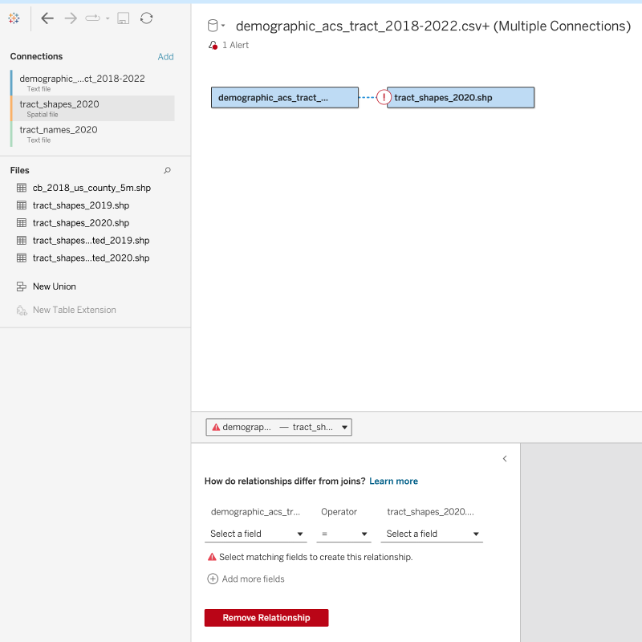 demographic_acs_tract_2018-2022.csv+ (Multiple Connections)
1 Alert
Connections
Add
demographic_...ct_2018-2022
Text file
tract_shapes_2020
Spatial file
tract_names_2020
Text file
Files
cb_2018_us_county_5m.shp
tract_shapes_2019.shp
tract_shapes_2020.shp
tract_shapes...ted_2019.shp
tract_shapes...ted_2020.shp
New Union
New Table Extension
demographic_acs_tract_...
!
tract_shapes_2020.shp
demograp... — tract_sh...
How do relationships differ from joins? Learn more
demographic_acs_tr... Operator tract_shapes_2020....
Select a field = Select a field
Select matching fields to create this relationship.
Add more fields
Remove Relationship